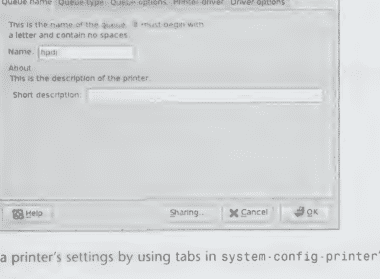 Queue name Queue type Queue options Printer driver Driver options
This is the name of the queue. It must begin with
a letter and contain no spaces.
Name:
About
This is the description of the printer.
Short description:
Help Sharing... Cancel OK
a printer's settings by using tabs in system-config-printer'